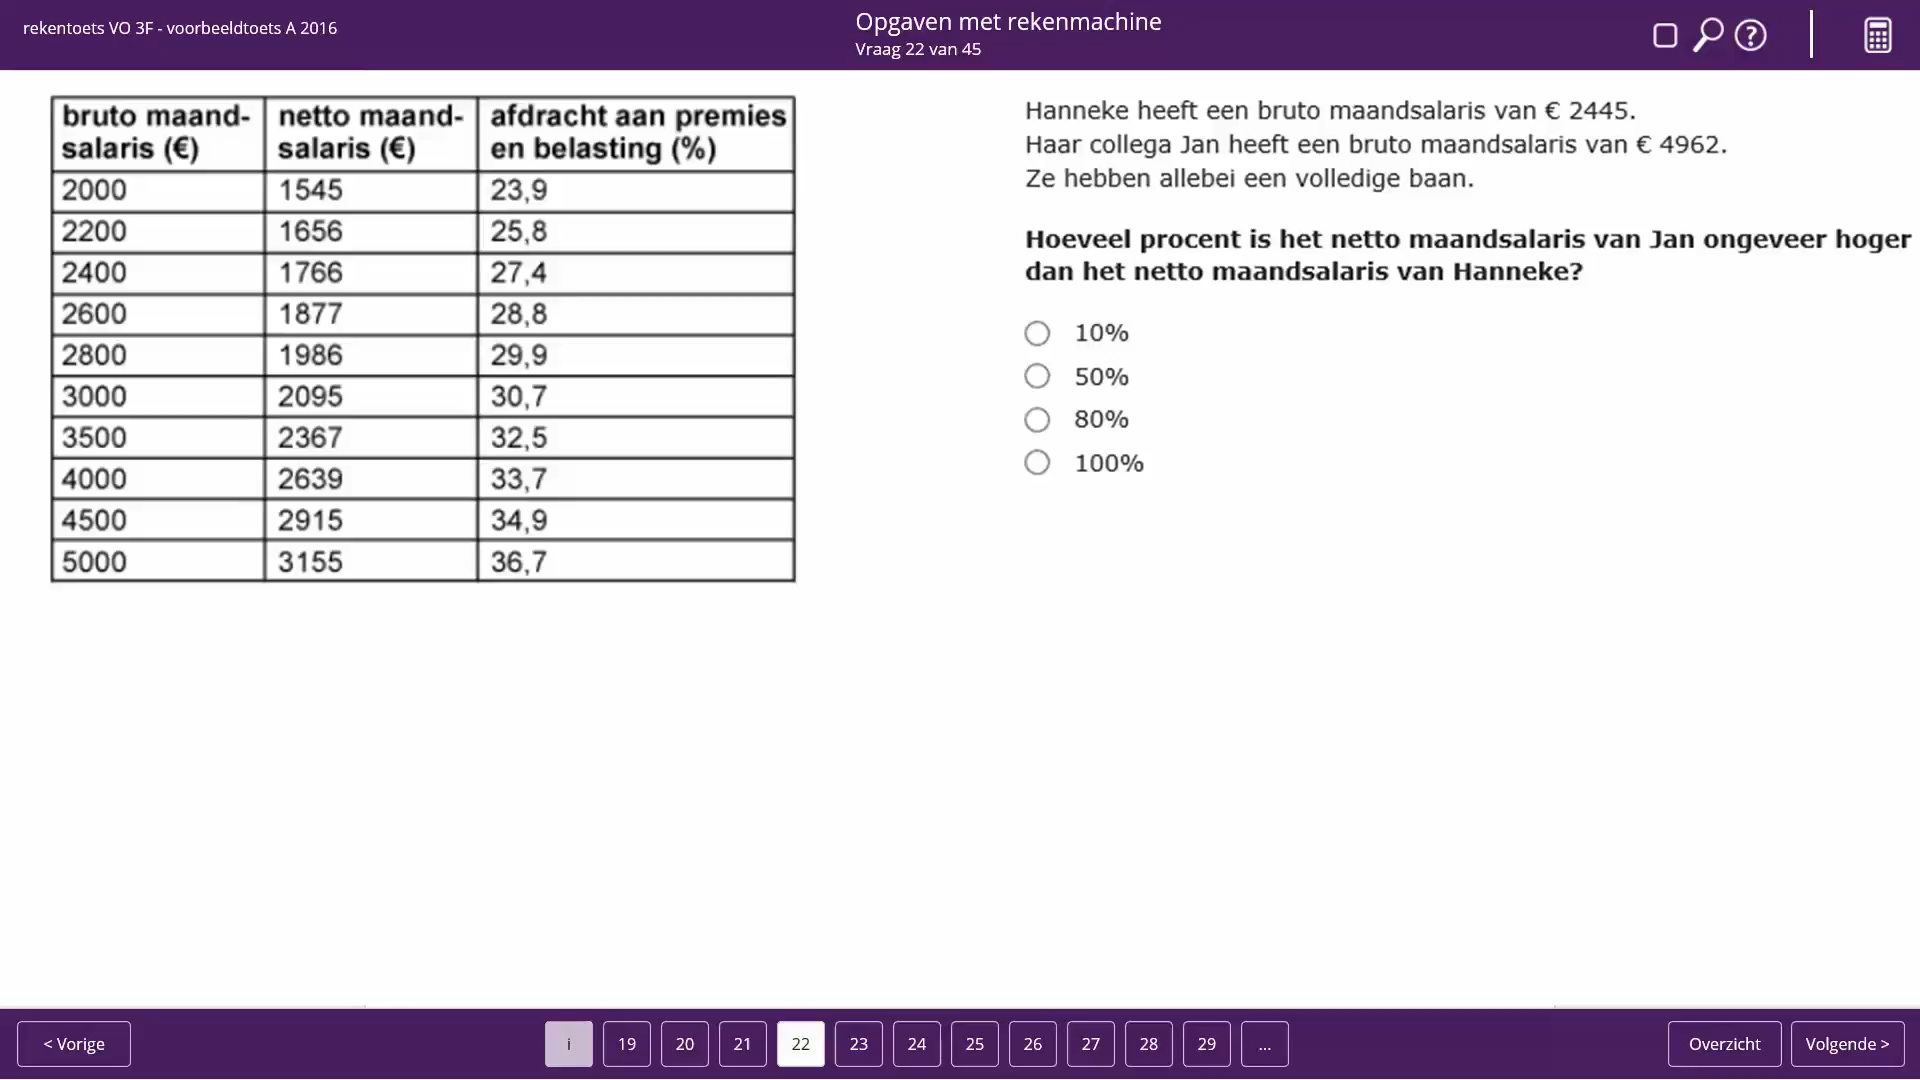 rekentoets VO 3F - voorbeeldtoets A 2016
Opgaven met rekenmachine
Vraag 22 van 45
bruto maand-salaris (€) netto maand-salaris (€) afdracht aan premies en belasting (%)
2000 1545 23,9
2200 1656 25,8
2400 1766 27,4
2600 1877 28,8
2800 1986 29,9
3000 2095 30,7
3500 2367 32,5
4000 2639 33,7
4500 2915 34,9
5000 3155 36,7
Hanneke heeft een bruto maandsalaris van € 2445.
Haar collega Jan heeft een bruto maandsalaris van € 4962.
Ze hebben allebei een volledige baan.
Hoeveel procent is het netto maandsalaris van Jan ongeveer hoger
dan het netto maandsalaris van Hanneke?
10%
50%
80%
100%
< Vorige i 19 20 21 22 23 24 25 26 27 28 29 ... Overzicht Volgende >